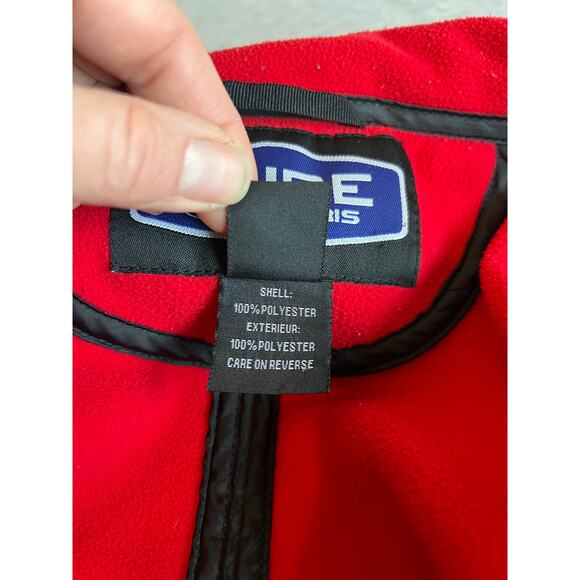 SHELL:
100% POLYESTER
EXTERIEUR:
100% POLYESTER
CARE ON REVERSE